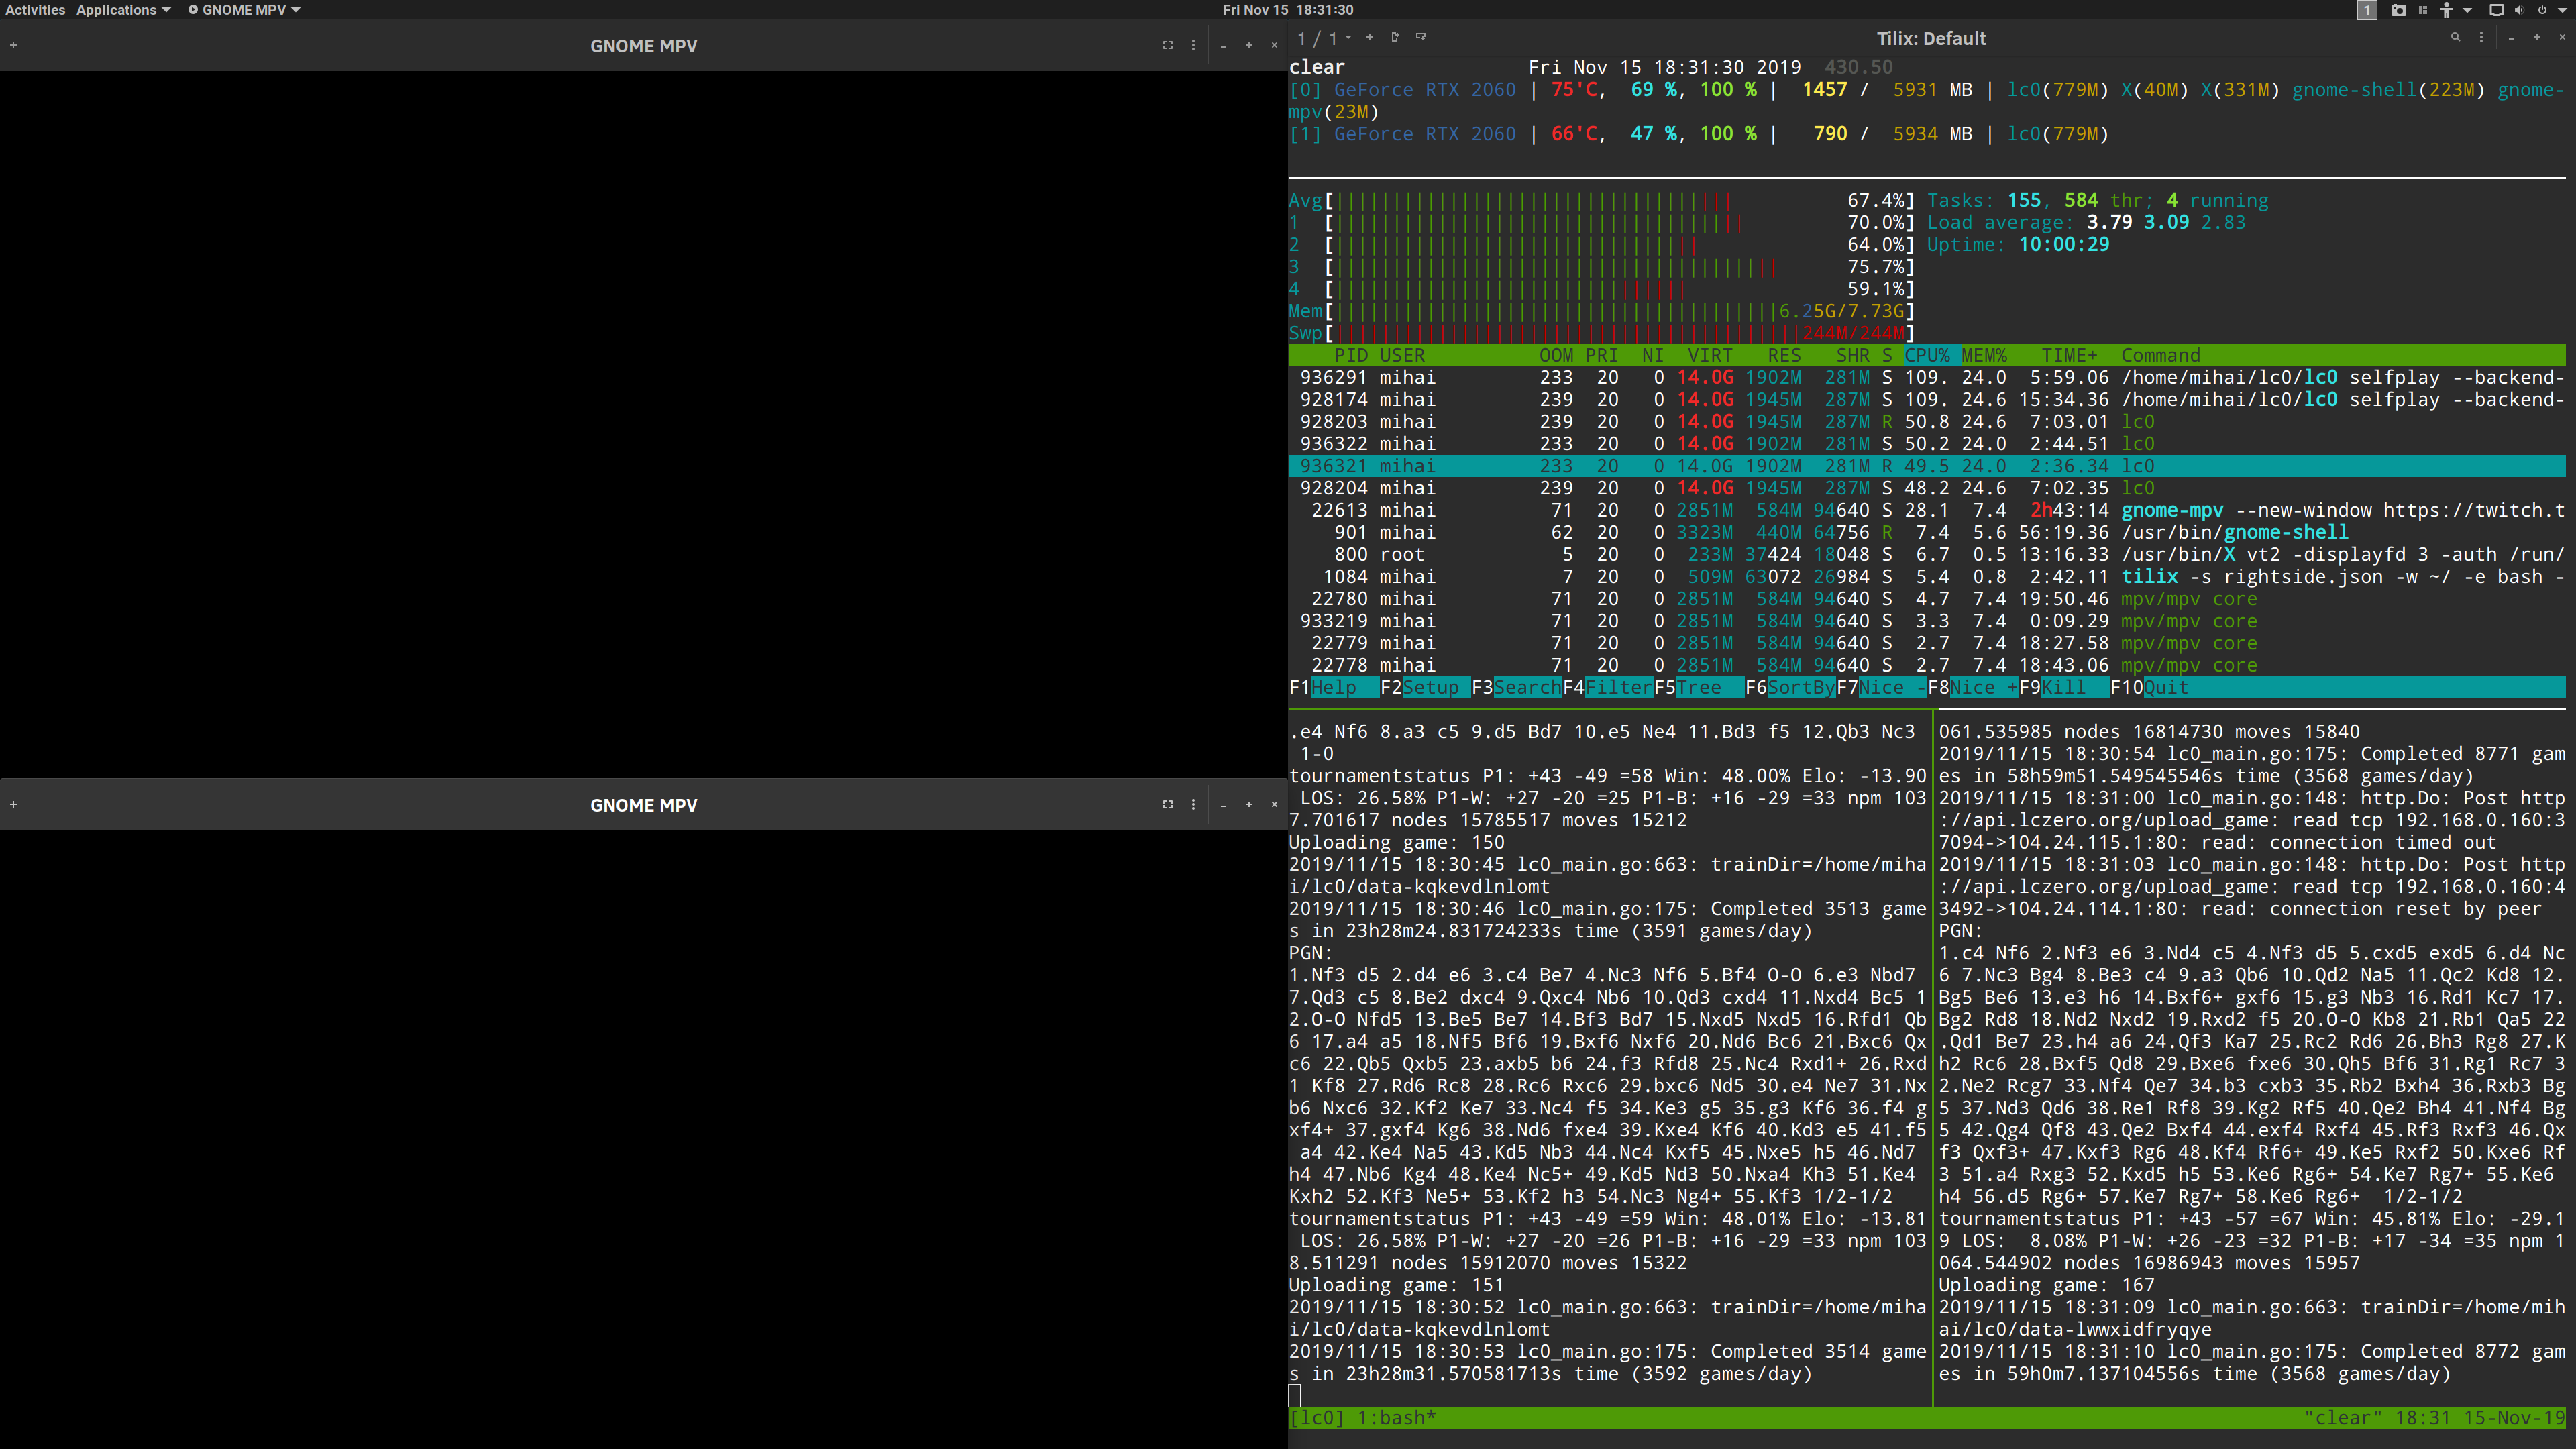 Activities Applications GNOME MPV Fri Nov 15 18:31:30 1
GNOME MPV
GNOME MPV
1 / 1 Tilix: Default
clear Fri Nov 15 18:31:30 2019 430.50
[0] GeForce RTX 2060 | 75'C, 69 %, 100 % | 1457 / 5931 MB | lc0(779M) X(40M) X(331M) gnome-shell(223M) gnome-
mpv(23M)
[1] GeForce RTX 2060 | 66'C, 47 %, 100 % | 790 / 5934 MB | lc0(779M)
Avg[ 67.4%] Tasks: 155, 584 thr; 4 running
1 [ 70.0%] Load average: 3.79 3.09 2.83
2 [ 64.0%] Uptime: 10:00:29
3 [ 75.7%]
4 [ 59.1%]
Mem[ 6.25G/7.73G]
Swp[ 244M/244M]
PID USER OOM PRI NI VIRT RES SHR S CPU% MEM% TIME+ Command
936291 mihai 233 20 0 14.0G 1902M 281M S 109. 24.0 5:59.06 /home/mihai/lc0/lc0 selfplay --backend-
928174 mihai 239 20 0 14.0G 1945M 287M S 109. 24.6 15:34.36 /home/mihai/lc0/lc0 selfplay --backend-
928203 mihai 239 20 0 14.0G 1945M 287M R 50.8 24.6 7:03.01 lc0
936322 mihai 233 20 0 14.0G 1902M 281M S 50.2 24.0 2:44.51 lc0
936321 mihai 233 20 0 14.0G 1902M 281M R 49.5 24.0 2:36.34 lc0
928204 mihai 239 20 0 14.0G 1945M 287M S 48.2 24.6 7:02.35 lc0
22613 mihai 71 20 0 2851M 584M 94640 S 28.1 7.4 2h43:14 gnome-mpv --new-window https://twitch.t
901 mihai 62 20 0 3323M 440M 64756 R 7.4 5.6 56:19.36 /usr/bin/gnome-shell
800 root 5 20 0 233M 37424 18048 S 6.7 0.5 13:16.33 /usr/bin/X vt2 -displayfd 3 -auth /run/
1084 mihai 7 20 0 509M 63072 26984 S 5.4 0.8 2:42.11 tilix -s rightside.json -w ~/ -e bash -
22780 mihai 71 20 0 2851M 584M 94640 S 4.7 7.4 19:50.46 mpv/mpv core
933219 mihai 71 20 0 2851M 584M 94640 S 3.3 7.4 0:09.29 mpv/mpv core
22779 mihai 71 20 0 2851M 584M 94640 S 2.7 7.4 18:27.58 mpv/mpv core
22778 mihai 71 20 0 2851M 584M 94640 S 2.7 7.4 18:43.06 mpv/mpv core
F1Help F2Setup F3SearchF4FilterF5Tree F6SortByF7Nice -F8Nice +F9Kill F10Quit
.e4 Nf6 8.a3 c5 9.d5 Bd7 10.e5 Ne4 11.Bd3 f5 12.Qb3 Nc3
1-0
tournamentstatus P1: +43 -49 =58 Win: 48.00% Elo: -13.90
LOS: 26.58% P1-W: +27 -20 =25 P1-B: +16 -29 =33 npm 103
7.701617 nodes 15785517 moves 15212
Uploading game: 150
2019/11/15 18:30:45 lc0_main.go:663: trainDir=/home/miha
i/lc0/data-kqkevdlnlomt
2019/11/15 18:30:46 lc0_main.go:175: Completed 3513 game
s in 23h28m24.831724233s time (3591 games/day)
PGN:
1.Nf3 d5 2.d4 e6 3.c4 Be7 4.Nc3 Nf6 5.Bf4 O-O 6.e3 Nbd7
7.Qd3 c5 8.Be2 dxc4 9.Qxc4 Nb6 10.Qd3 cxd4 11.Nxd4 Bc5 1
2.O-O Nfd5 13.Be5 Be7 14.Bf3 Bd7 15.Nxd5 Nxd5 16.Rfd1 Qb
6 17.a4 a5 18.Nf5 Bf6 19.Bxf6 Nxf6 20.Nd6 Bc6 21.Bxc6 Qx
c6 22.Qb5 Qxb5 23.axb5 b6 24.f3 Rfd8 25.Nc4 Rxd1+ 26.Rxd
1 Kf8 27.Rd6 Rc8 28.Rc6 Rxc6 29.bxc6 Nd5 30.e4 Ne7 31.Nx
b6 Nxc6 32.Kf2 Ke7 33.Nc4 f5 34.Ke3 g5 35.g3 Kf6 36.f4 g
xf4+ 37.gxf4 Kg6 38.Nd6 fxe4 39.Kxe4 Kf6 40.Kd3 e5 41.f5
a4 42.Ke4 Na5 43.Kd5 Nb3 44.Nc4 Kxf5 45.Nxe5 h5 46.Nd7
h4 47.Nb6 Kg4 48.Ke4 Nc5+ 49.Kd5 Nd3 50.Nxa4 Kh3 51.Ke4
Kxh2 52.Kf3 Ne5+ 53.Kf2 h3 54.Nc3 Ng4+ 55.Kf3 1/2-1/2
tournamentstatus P1: +43 -49 =59 Win: 48.01% Elo: -13.81
LOS: 26.58% P1-W: +27 -20 =26 P1-B: +16 -29 =33 npm 103
8.511291 nodes 15912070 moves 15322
Uploading game: 151
2019/11/15 18:30:52 lc0_main.go:663: trainDir=/home/miha
i/lc0/data-kqkevdlnlomt
2019/11/15 18:30:53 lc0_main.go:175: Completed 3514 game
s in 23h28m31.570581713s time (3592 games/day)
061.535985 nodes 16814730 moves 15840
2019/11/15 18:30:54 lc0_main.go:175: Completed 8771 gam
es in 58h59m51.549545546s time (3568 games/day)
2019/11/15 18:31:00 lc0_main.go:148: http.Do: Post http
://api.lczero.org/upload_game: read tcp 192.168.0.160:3
7094->104.24.115.1:80: read: connection timed out
2019/11/15 18:31:03 lc0_main.go:148: http.Do: Post http
://api.lczero.org/upload_game: read tcp 192.168.0.160:4
3492->104.24.114.1:80: read: connection reset by peer
PGN:
1.c4 Nf6 2.Nf3 e6 3.Nd4 c5 4.Nf3 d5 5.cxd5 exd5 6.d4 Nc
6 7.Nc3 Bg4 8.Be3 c4 9.a3 Qb6 10.Qd2 Na5 11.Qc2 Kd8 12.
Bg5 Be6 13.e3 h6 14.Bxf6+ gxf6 15.g3 Nb3 16.Rd1 Kc7 17.
Bg2 Rd8 18.Nd2 Nxd2 19.Rxd2 f5 20.O-O Kb8 21.Rb1 Qa5 22
.Qd1 Be7 23.h4 a6 24.Qf3 Ka7 25.Rc2 Rd6 26.Bh3 Rg8 27.K
h2 Rc6 28.Bxf5 Qd8 29.Bxe6 fxe6 30.Qh5 Bf6 31.Rg1 Rc7 3
2.Ne2 Rcg7 33.Nf4 Qe7 34.b3 cxb3 35.Rb2 Bxh4 36.Rxb3 Bg
5 37.Nd3 Qd6 38.Re1 Rf8 39.Kg2 Rf5 40.Qe2 Bh4 41.Nf4 Bg
5 42.Qg4 Qf8 43.Qe2 Bxf4 44.exf4 Rxf4 45.Rf3 Rxf3 46.Qx
f3 Qxf3+ 47.Kxf3 Rg6 48.Kf4 Rf6+ 49.Ke5 Rxf2 50.Kxe6 Rf
3 51.a4 Rxg3 52.Kxd5 h5 53.Ke6 Rg6+ 54.Ke7 Rg7+ 55.Ke6
h4 56.d5 Rg6+ 57.Ke7 Rg7+ 58.Ke6 Rg6+ 1/2-1/2
tournamentstatus P1: +43 -57 =67 Win: 45.81% Elo: -29.1
9 LOS: 8.08% P1-W: +26 -23 =32 P1-B: +17 -34 =35 npm 1
064.544902 nodes 16986943 moves 15957
Uploading game: 167
2019/11/15 18:31:09 lc0_main.go:663: trainDir=/home/mih
ai/lc0/data-lwwxidfryqye
2019/11/15 18:31:10 lc0_main.go:175: Completed 8772 gam
es in 59h0m7.137104556s time (3568 games/day)
[lc0] 1:bash* "clear" 18:31 15-Nov-19